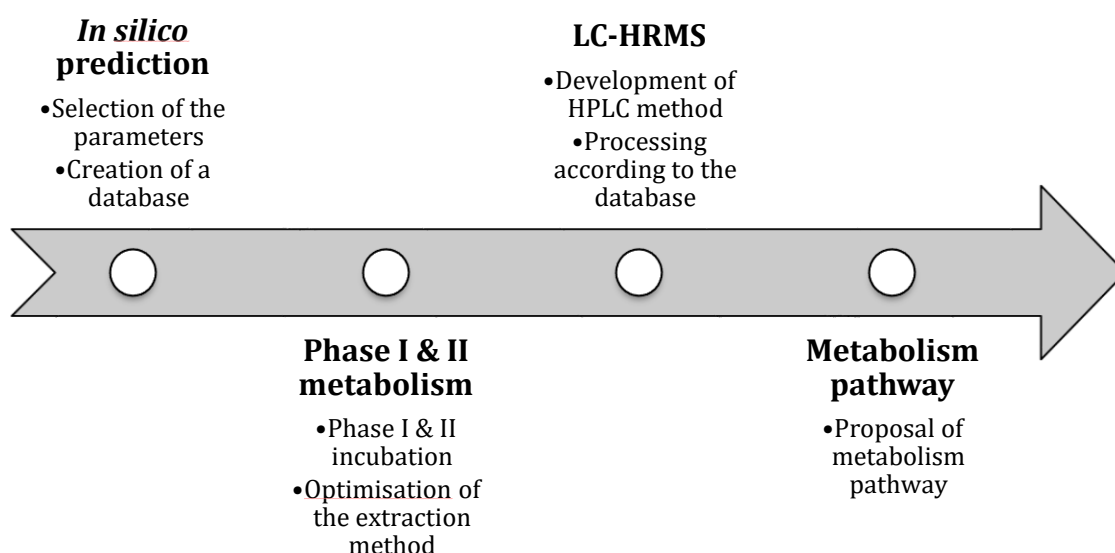 In silico
prediction
•Selection of the
parameters
•Creation of a
database
LC-HRMS
•Development of
HPLC method
•Processing
according to the
database
Phase I & II
metabolism
•Phase I & II
incubation
•Optimisation of
the extraction
method
Metabolism
pathway
•Proposal of
metabolism
pathway